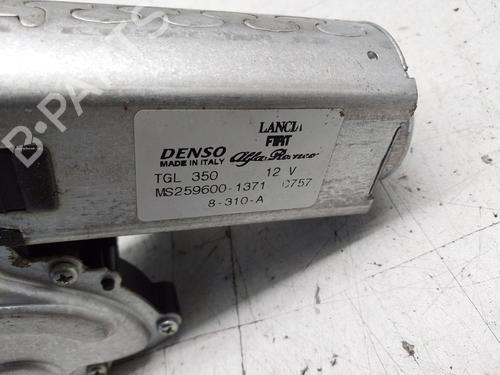 B-PARTS
LANCIA
DENSO FIAT
MADE IN ITALY Alfa Romeo
TGL 350 12 V
MS259600-1371 C757
8-310-A